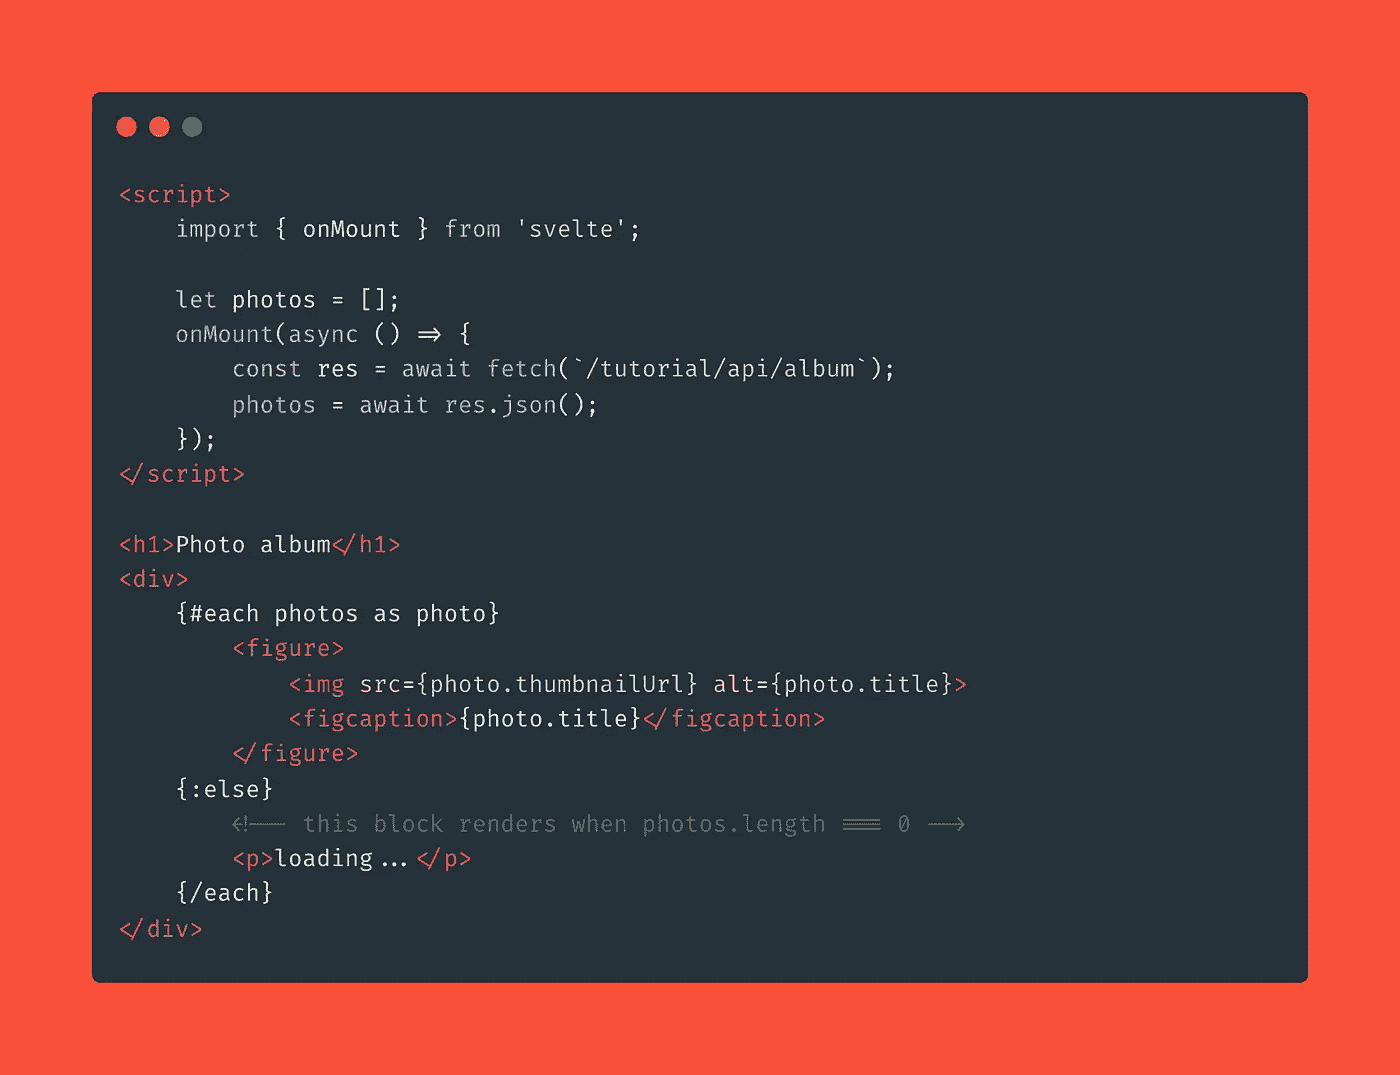 <script>
import { onMount } from 'svelte';
let photos = [];
onMount(async () => {
const res = await fetch(`/tutorial/api/album`);
photos = await res.json();
});
</script>
<h1>Photo album</h1>
<div>
{#each photos as photo}
<figure>
<img src={photo.thumbnailUrl} alt={photo.title}>
<figcaption>{photo.title}</figcaption>
</figure>
{:else}
<!-- this block renders when photos.length === 0 -->
<p>loading...</p>
{/each}
</div>